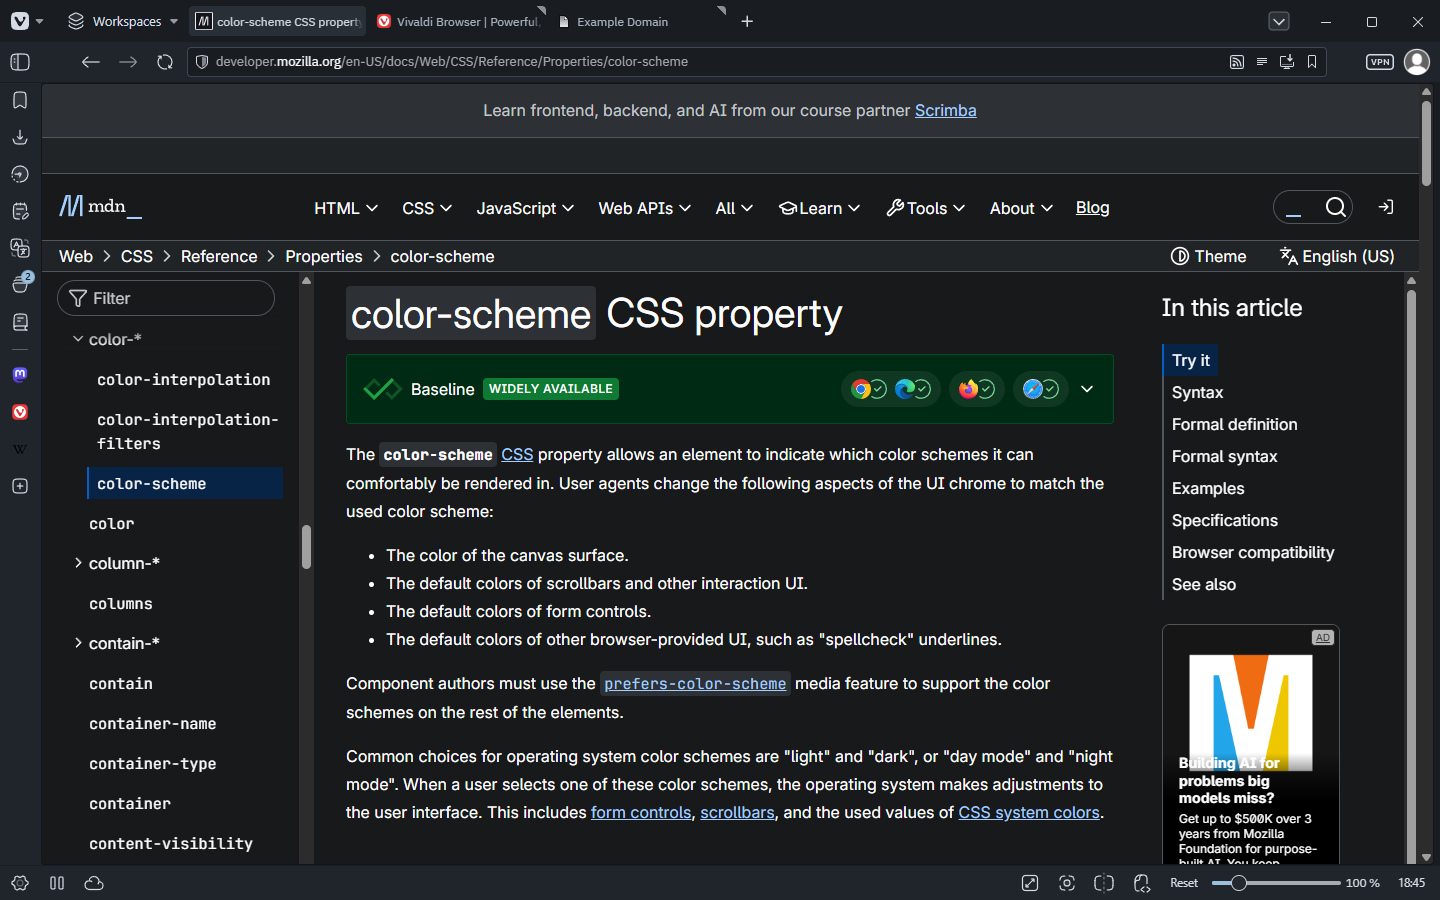 Workspaces
color-scheme CSS property
Vivaldi Browser | Powerful,
Example Domain
developer.mozilla.org/en-US/docs/Web/CSS/Reference/Properties/color-scheme
VPN
Learn frontend, backend, and AI from our course partner Scrimba
mdn_
HTML
CSS
JavaScript
Web APIs
All
Learn
Tools
About
Blog
Web > CSS > Reference > Properties > color-scheme
Theme
English (US)
2
Filter
color-*
color-interpolation
color-interpolation-
filters
color-scheme
color
column-*
columns
contain-*
contain
container-name
container-type
container
content-visibility
color-scheme CSS property
Baseline WIDELY AVAILABLE
The color-scheme CSS property allows an element to indicate which color schemes it can
comfortably be rendered in. User agents change the following aspects of the UI chrome to match the
used color scheme:
• The color of the canvas surface.
• The default colors of scrollbars and other interaction UI.
• The default colors of form controls.
• The default colors of other browser-provided UI, such as "spellcheck" underlines.
Component authors must use the prefers-color-scheme media feature to support the color
schemes on the rest of the elements.
Common choices for operating system color schemes are "light" and "dark", or "day mode" and "night
mode". When a user selects one of these color schemes, the operating system makes adjustments to
the user interface. This includes form controls, scrollbars, and the used values of CSS system colors.
In this article
Try it
Syntax
Formal definition
Formal syntax
Examples
Specifications
Browser compatibility
See also
AD
Building AI for
problems big
models miss?
Get up to $500K over 3
years from Mozilla
Foundation for purpose-
built AI. You keep
Reset
100 %
18:45